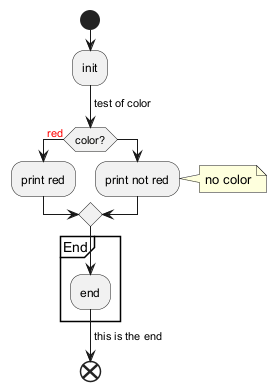 init
test of color
red
color?
print red
print not red
no color
End
end
this is the end